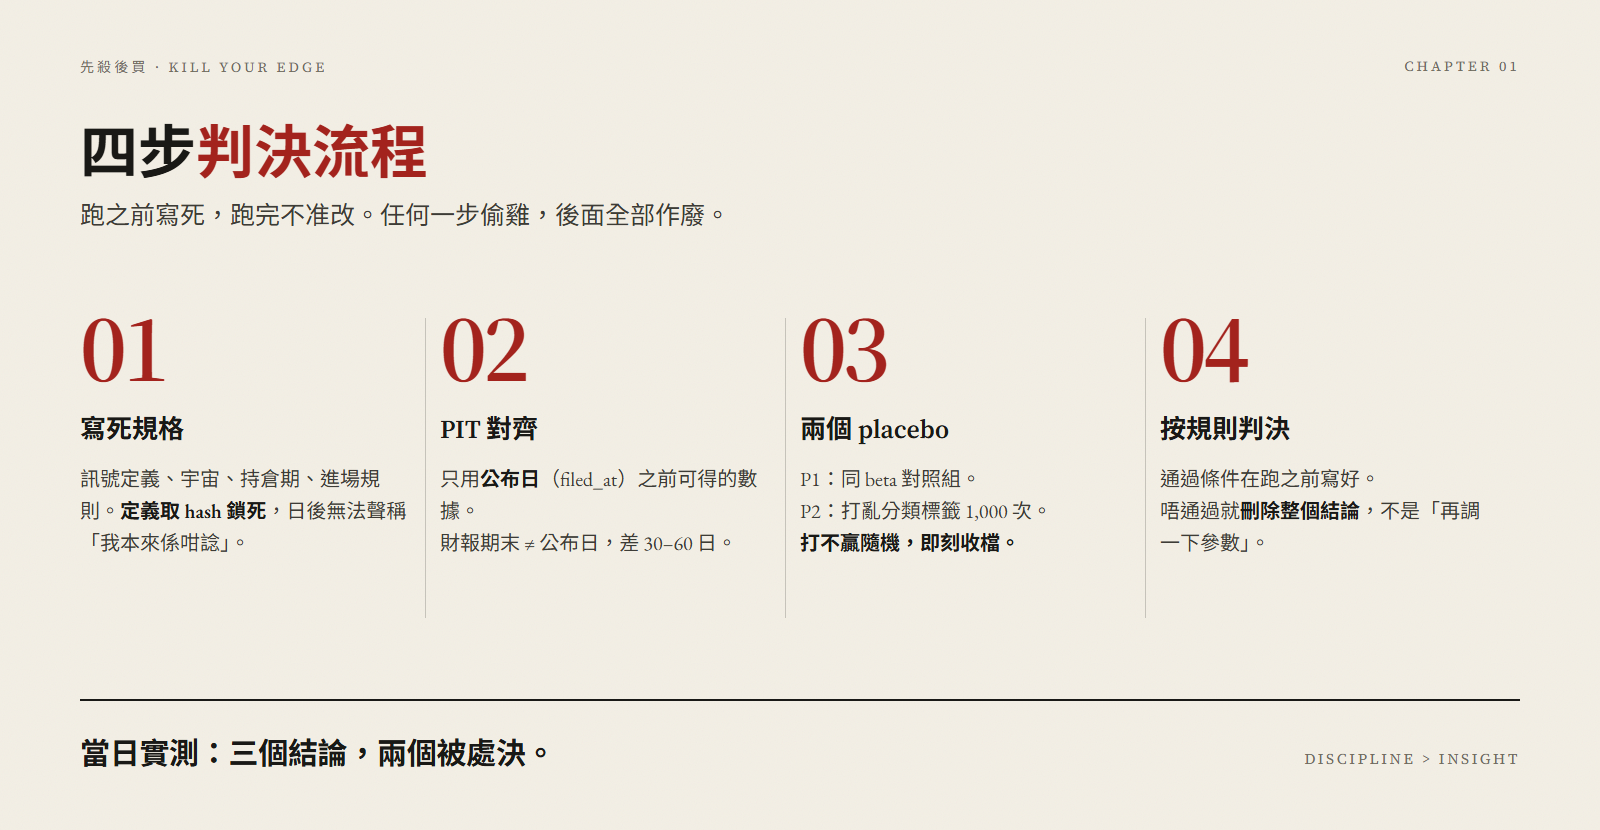 先殺後買 · KILL YOUR EDGE
CHAPTER 01
四步判決流程
跑之前寫死，跑完不准改。任何一步偷雞，後面全部作廢。
01
寫死規格
訊號定義、宇宙、持倉期、進場規
則。定義取 hash 鎖死，日後無法聲稱
「我本來係咁諗」。
02
PIT 對齊
只用公布日（filed_at）之前可得的數
據。
財報期末 ≠ 公布日，差 30–60 日。
03
兩個 placebo
P1：同 beta 對照組。
P2：打亂分類標籤 1,000 次。
打不贏隨機，即刻收檔。
04
按規則判決
通過條件在跑之前寫好。
唔通過就刪除整個結論，不是「再調
一下參數」。
當日實測：三個結論，兩個被處決。
DISCIPLINE > INSIGHT